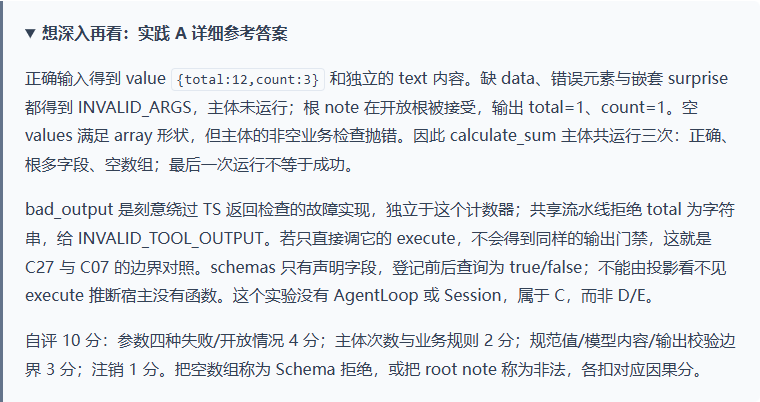 ▼ 想深入再看：实践 A 详细参考答案
正确输入得到 value {total:12,count:3} 和独立的 text 内容。缺 data、错误元素与嵌套 surprise
都得到 INVALID_ARGS，主体未运行；根 note 在开放根被接受，输出 total=1、count=1。空
values 满足 array 形状，但主体的非空业务检查抛错。因此 calculate_sum 主体共运行三次：正确、
根多字段、空数组；最后一次运行不等于成功。
bad_output 是刻意绕过 TS 返回检查的故障实现，独立于这个计数器；共享流水线拒绝 total 为字符
串，给 INVALID_TOOL_OUTPUT。若只直接调它的 execute，不会得到同样的输出门禁，这就是
C27 与 C07 的边界对照。schemas 只有声明字段，登记前后查询为 true/false；不能由投影看不见
execute 推断宿主没有函数。这个实验没有 AgentLoop 或 Session，属于 C，而非 D/E。
自评 10 分：参数四种失败/开放情况 4 分；主体次数与业务规则 2 分；规范值/模型内容/输出校验边
界 3 分；注销 1 分。把空数组称为 Schema 拒绝，或把 root note 称为非法，各扣对应因果分。